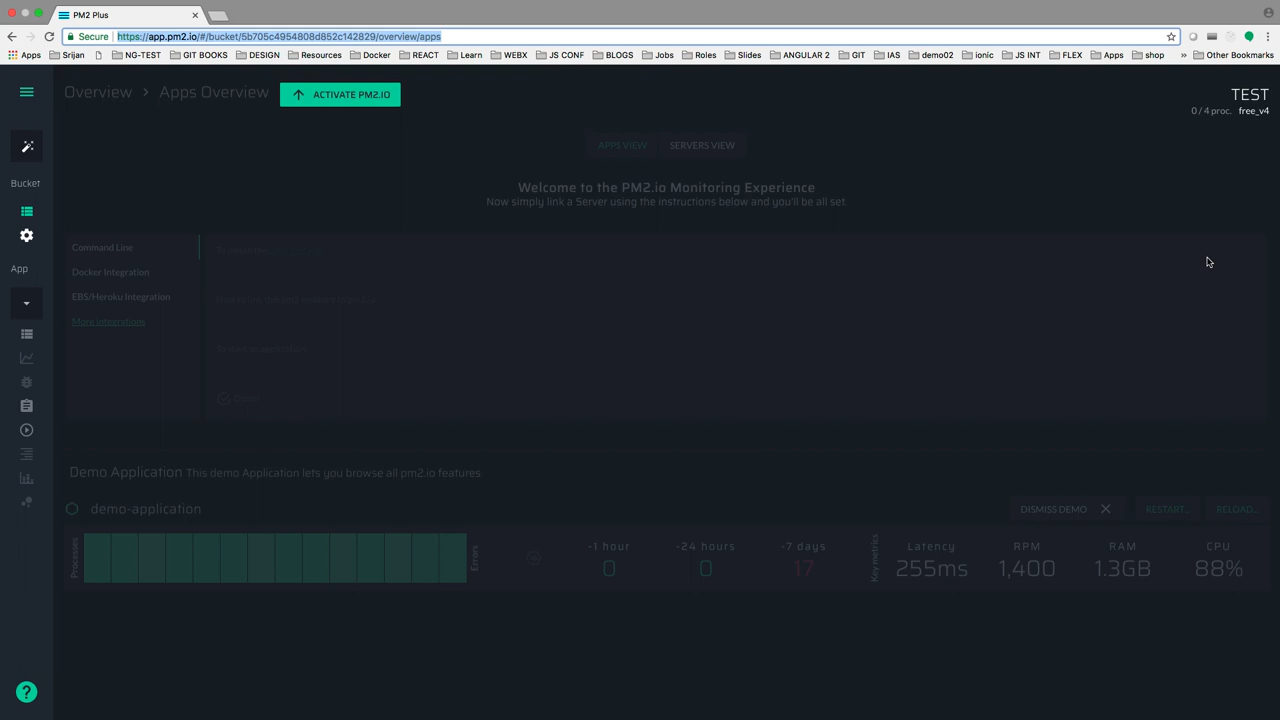 PM2 Plus
Secure https://app.pm2.io/#/bucket/5b705c4954808d852c142829/overview/apps
Apps Srijan NG-TEST GIT BOOKS DESIGN Resources Docker REACT Learn WEBX JS CONF BLOGS Jobs Roles Slides ANGULAR 2 GIT IAS demo02 ionic JS INT FLEX Apps shop » Other Bookmarks
Overview > Apps Overview ACTIVATE PM2.IO
TEST
0 / 4 proc. free_v4
APPS VIEW SERVERS VIEW
Bucket
Welcome to the PM2.io Monitoring Experience
Now simply link a Server using the instructions below and you'll be all set.
App
Command Line
Docker Integration
EBS/Heroku Integration
More integrations
Demo Application This demo Application lets you browse all pm2.io features
demo-application DISMISS DEMO RESTART.. RELOAD..
Processes
Errors
-1 hour -24 hours -7 days
0 0 17
Key metrics
Latency RPM RAM CPU
255ms 1,400 1.3GB 88%
?